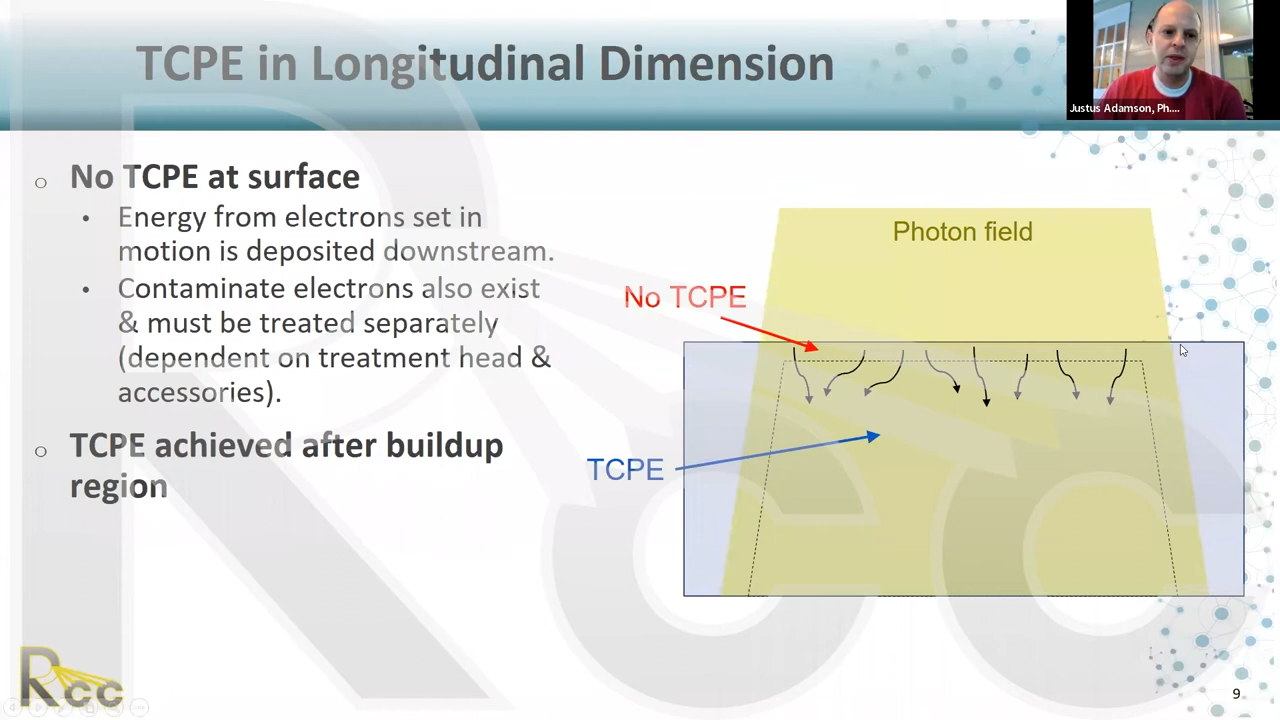 TCPE in Longitudinal Dimension
Justus Adamson, Ph....
No TCPE at surface
Energy from electrons set in
motion is deposited downstream.
Contaminate electrons also exist
& must be treated separately
(dependent on treatment head &
accessories).
TCPE achieved after buildup
region
Photon field
No TCPE
TCPE
Rcc
Rcc
9